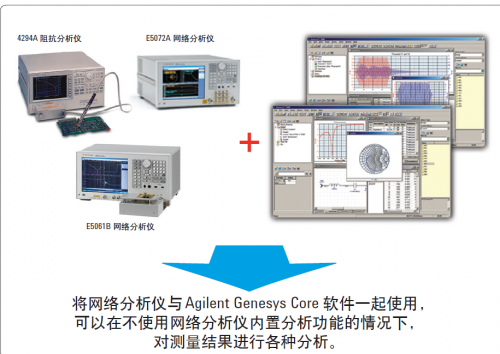 4294A 阻抗分析仪
E5072A 网络分析仪
+
E5061B 网络分析仪
将网络分析仪与 Agilent Genesys Core 软件一起使用，
可以在不使用网络分析仪内置分析功能的情况下，
对测量结果进行各种分析。